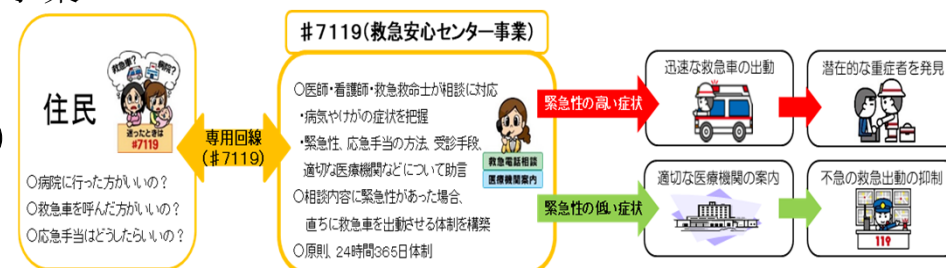 ♯7119(救急安心センター事業)
救急車？
病院？
住民
迷ったときは
#7119
○病院に行った方がいいの？
○救急車を呼んだ方がいいの？
○応急手当はどうしたらいいの？
専用回線
(♯7119)
○医師・看護師・救急救命士が相談に対応
・病気やけがの症状を把握
・緊急性、応急手当の方法、受診手段、
適切な医療機関などについて助言
○相談内容に緊急性があった場合、
直ちに救急車を出動させる体制を構築
○原則、24時間365日体制
救急電話相談
医療機関案内
緊急性の高い症状
迅速な救急車の出動
潜在的な重症者を発見
緊急性の低い症状
適切な医療機関の案内
不急の救急出動の抑制
119